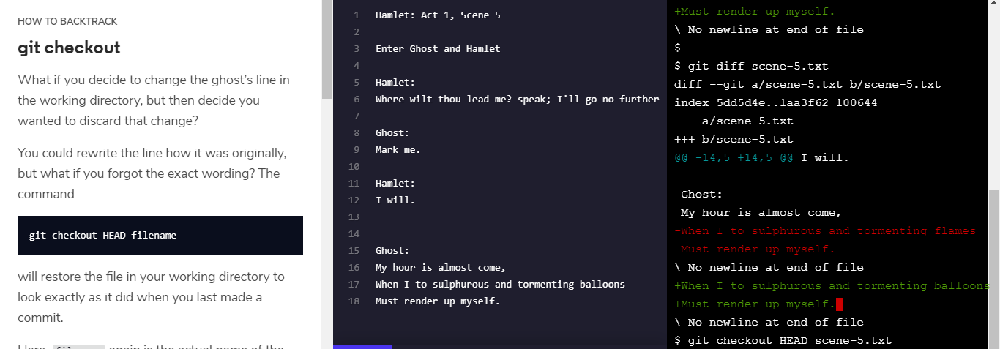 HOW TO BACKTRACK
git checkout
What if you decide to change the ghost's line in
the working directory, but then decide you
wanted to discard that change?
You could rewrite the line how it was originally,
but what if you forgot the exact wording? The
command
git checkout HEAD filename
will restore the file in your working directory to
look exactly as it did when you last made a
commit.
Here, filename again is the actual name of the
1 Hamlet: Act 1, Scene 5
2
3 Enter Ghost and Hamlet
4
5 Hamlet:
6 Where wilt thou lead me? speak; I'll go no further
7
8 Ghost:
9 Mark me.
10
11 Hamlet:
12 I will.
13
14
15 Ghost:
16 My hour is almost come,
17 When I to sulphurous and tormenting balloons
18 Must render up myself.
+Must render up myself.
\ No newline at end of file
$
$ git diff scene-5.txt
diff --git a/scene-5.txt b/scene-5.txt
index 5dd5d4e..1aa3f62 100644
--- a/scene-5.txt
+++ b/scene-5.txt
@@ -14,5 +14,5 @@ I will.
Ghost:
My hour is almost come,
-When I to sulphurous and tormenting flames
-Must render up myself.
\ No newline at end of file
+When I to sulphurous and tormenting balloons
+Must render up myself.
\ No newline at end of file
$ git checkout HEAD scene-5.txt